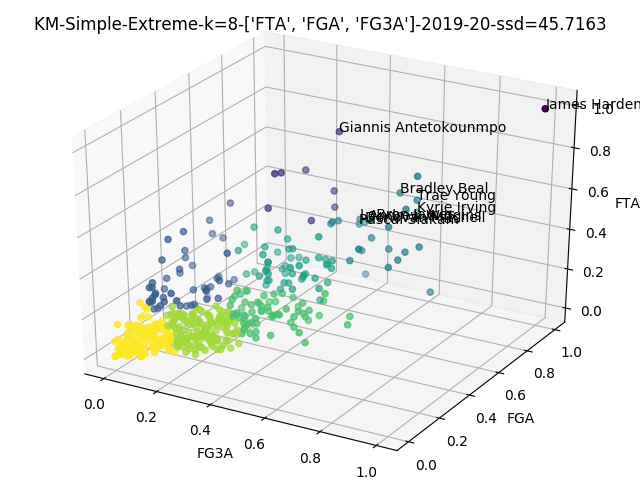 KM-Simple-Extreme-k=8-['FTA', 'FGA', 'FG3A']-2019-20-ssd=45.7163
James Harden
Giannis Antetokounmpo
Bradley Beal
Trae Young
Kyrie Irving
Pascal Siakam
FTA
1.0
0.8
0.6
0.4
0.2
0.0
FGA
1.0
0.8
0.6
0.4
0.2
0.0
FG3A
0.0
0.2
0.4
0.6
0.8
1.0